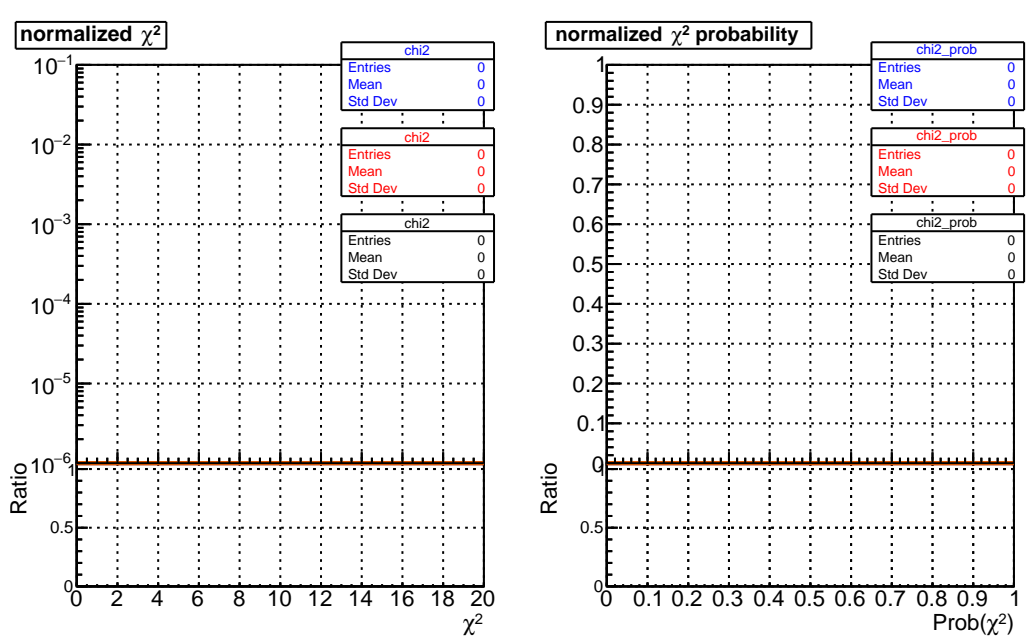 normalized χ²
chi2
Entries 0
Mean 0
Std Dev 0
chi2
Entries 0
Mean 0
Std Dev 0
chi2
Entries 0
Mean 0
Std Dev 0
10⁻¹
10⁻²
10⁻³
10⁻⁴
10⁻⁵
10⁻⁶
Ratio
1
0.5
0
0 2 4 6 8 10 12 14 16 18 20
χ²
normalized χ² probability
chi2_prob
Entries 0
Mean 0
Std Dev 0
chi2_prob
Entries 0
Mean 0
Std Dev 0
chi2_prob
Entries 0
Mean 0
Std Dev 0
1
0.9
0.8
0.7
0.6
0.5
0.4
0.3
0.2
0.1
0
Ratio
1
0.5
0
0 0.1 0.2 0.3 0.4 0.5 0.6 0.7 0.8 0.9 1
Prob(χ²)